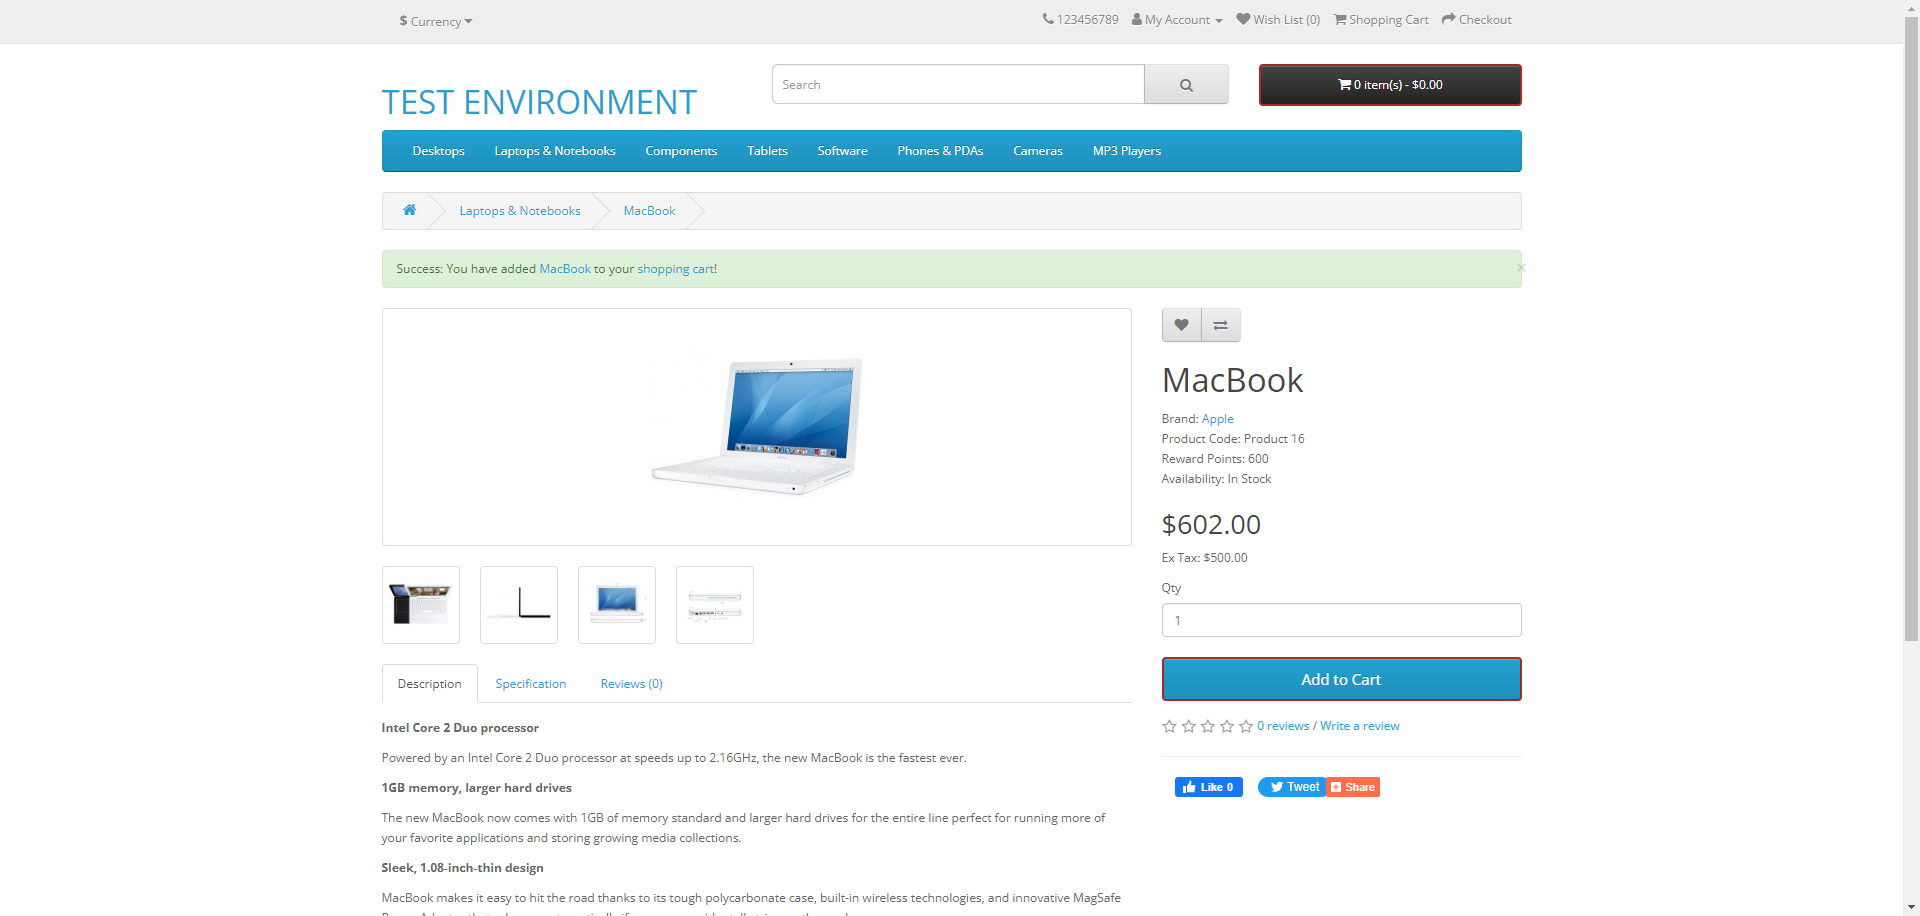 $ Currency
123456789 My Account Wish List (0) Shopping Cart Checkout
TEST ENVIRONMENT
Search
0 item(s) - $0.00
Desktops Laptops & Notebooks Components Tablets Software Phones & PDAs Cameras MP3 Players
Laptops & Notebooks MacBook
Success: You have added MacBook to your shopping cart!
×
MacBook
Brand: Apple
Product Code: Product 16
Reward Points: 600
Availability: In Stock
$602.00
Ex Tax: $500.00
Qty
1
Add to Cart
0 reviews / Write a review
Like 0 Tweet Share
Description Specification Reviews (0)
Intel Core 2 Duo processor
Powered by an Intel Core 2 Duo processor at speeds up to 2.16GHz, the new MacBook is the fastest ever.
1GB memory, larger hard drives
The new MacBook now comes with 1GB of memory standard and larger hard drives for the entire line perfect for running more of
your favorite applications and storing growing media collections.
Sleek, 1.08-inch-thin design
MacBook makes it easy to hit the road thanks to its tough polycarbonate case, built-in wireless technologies, and innovative MagSafe